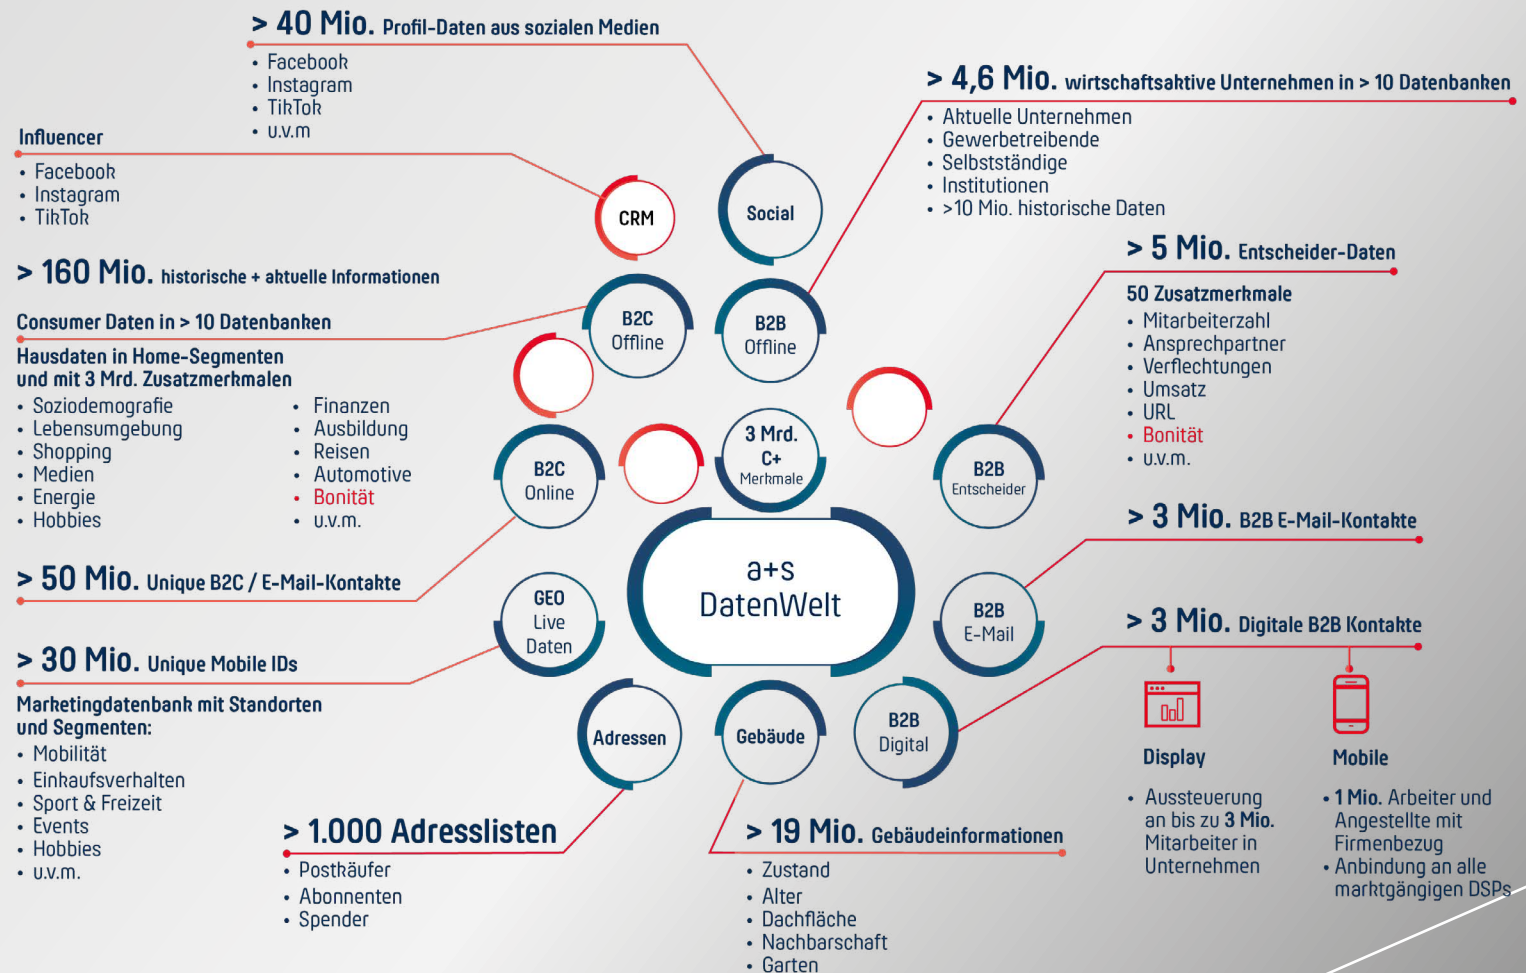 > 40 Mio. Profil-Daten aus sozialen Medien
• Facebook
• Instagram
• TikTok
• u.v.m
Influencer
• Facebook
• Instagram
• TikTok
> 160 Mio. historische + aktuelle Informationen
Consumer Daten in > 10 Datenbanken
Hausdaten in Home-Segmenten
und mit 3 Mrd. Zusatzmerkmalen
• Soziodemografie
• Lebensumgebung
• Shopping
• Medien
• Energie
• Hobbies
• Finanzen
• Ausbildung
• Reisen
• Automotive
• Bonität
• u.v.m.
> 50 Mio. Unique B2C / E-Mail-Kontakte
> 30 Mio. Unique Mobile IDs
Marketingdatenbank mit Standorten
und Segmenten:
• Mobilität
• Einkaufsverhalten
• Sport & Freizeit
• Events
• Hobbies
• u.v.m.
> 1.000 Adresslisten
• Postkäufer
• Abonnenten
• Spender
CRM
Social
B2C
Offline
B2B
Offline
B2C
Online
3 Mrd.
C+
Merkmale
B2B
Entscheider
a+s
DatenWelt
GEO
Live
Daten
B2B
E-Mail
Adressen
Gebäude
B2B
Digital
> 19 Mio. Gebäudeinformationen
• Zustand
• Alter
• Dachfläche
• Nachbarschaft
• Garten
> 4,6 Mio. wirtschaftsaktive Unternehmen in > 10 Datenbanken
• Aktuelle Unternehmen
• Gewerbetreibende
• Selbstständige
• Institutionen
• >10 Mio. historische Daten
> 5 Mio. Entscheider-Daten
50 Zusatzmerkmale
• Mitarbeiterzahl
• Ansprechpartner
• Verflechtungen
• Umsatz
• URL
• Bonität
• u.v.m.
> 3 Mio. B2B E-Mail-Kontakte
> 3 Mio. Digitale B2B Kontakte
Display
• Aussteuerung
an bis zu 3 Mio.
Mitarbeiter in
Unternehmen
Mobile
• 1 Mio. Arbeiter und
Angestellte mit
Firmenbezug
• Anbindung an alle
marktgängigen DSPs